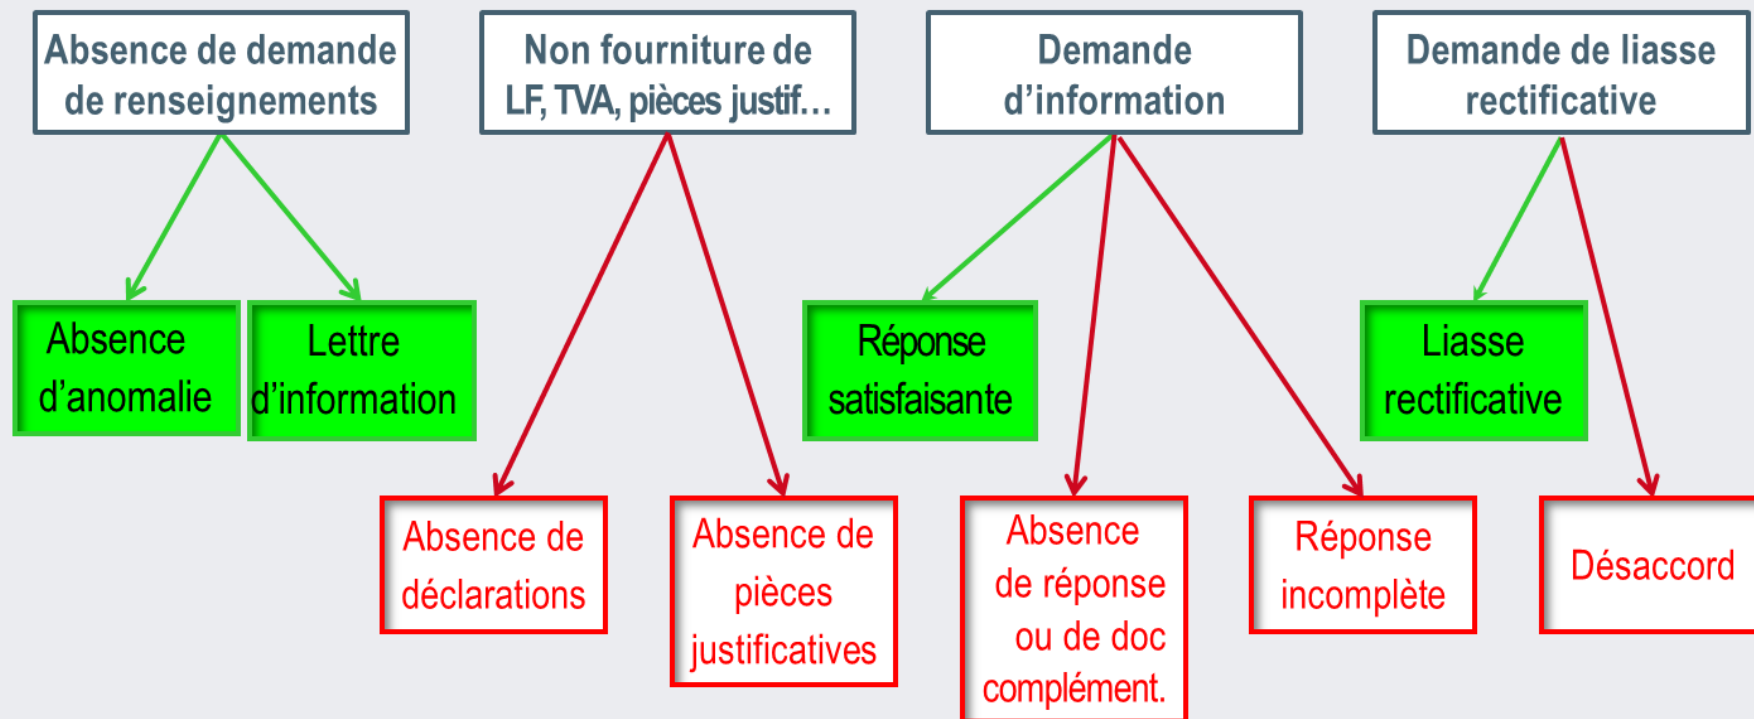 Absence de demande
de renseignements
Non fourniture de
LF, TVA, pièces justif...
Demande
d’information
Demande de liasse
rectificative
Absence
d’anomalie
Lettre
d’information
Réponse
satisfaisante
Liasse
rectificative
Absence de
déclarations
Absence de
pièces
justificatives
Absence
de réponse
ou de doc
complément.
Réponse
incomplète
Désaccord